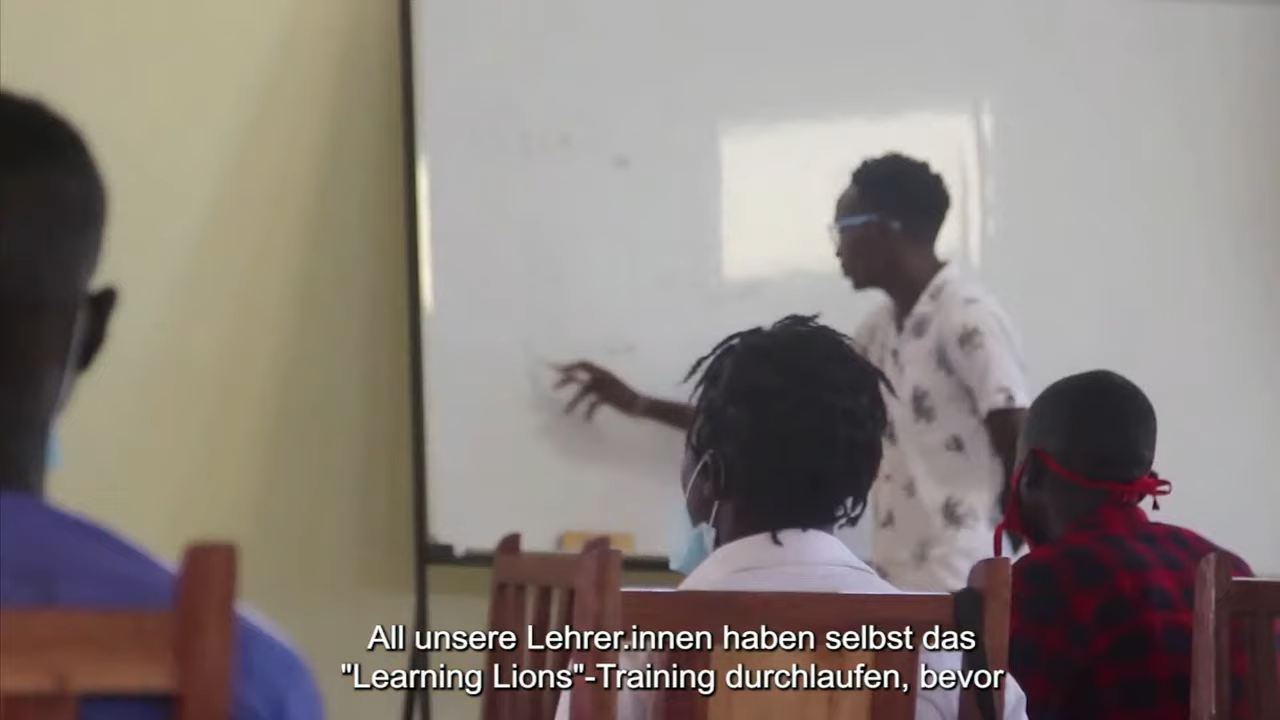 All unsere Lehrer.innen haben selbst das
"Learning Lions"-Training durchlaufen, bevor